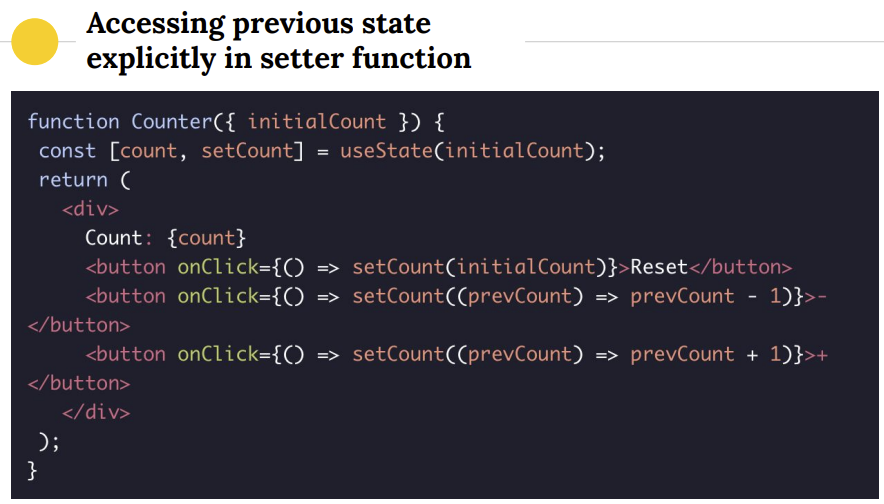 Accessing previous state
explicitly in setter function
function Counter({ initialCount }) {
const [count, setCount] = useState(initialCount);
return (
<div>
Count: {count}
<button onClick={() => setCount(initialCount)}>Reset</button>
<button onClick={() => setCount((prevCount) => prevCount - 1)}>-
</button>
<button onClick={() => setCount((prevCount) => prevCount + 1)}>+
</button>
</div>
);
}